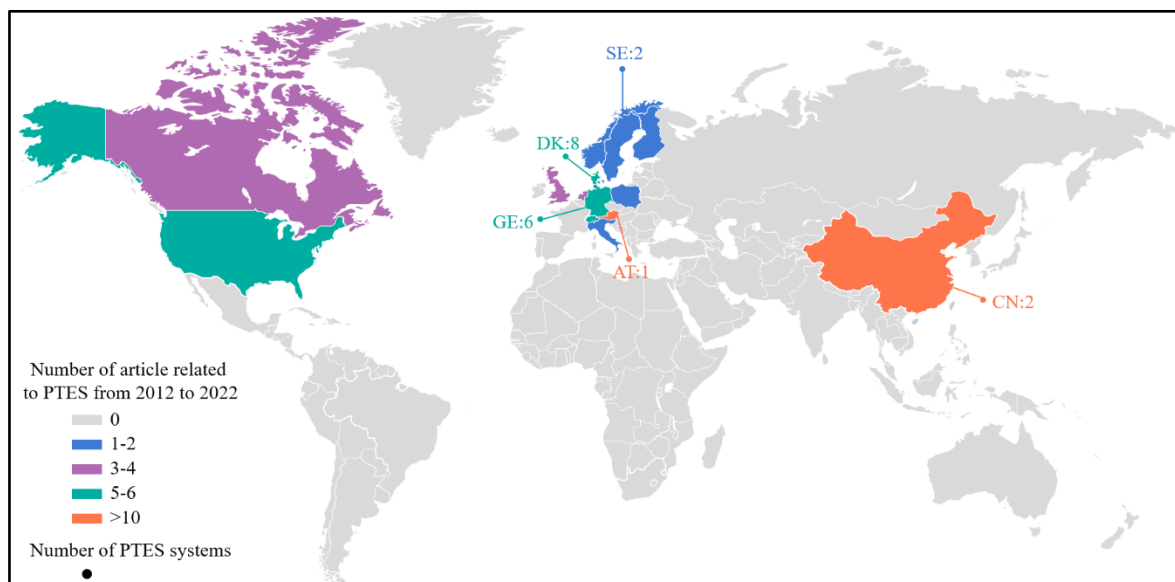 SE:2
DK:8
GE:6
AT:1
CN:2
Number of article related
to PTES from 2012 to 2022
0
1-2
3-4
5-6
>10
Number of PTES systems